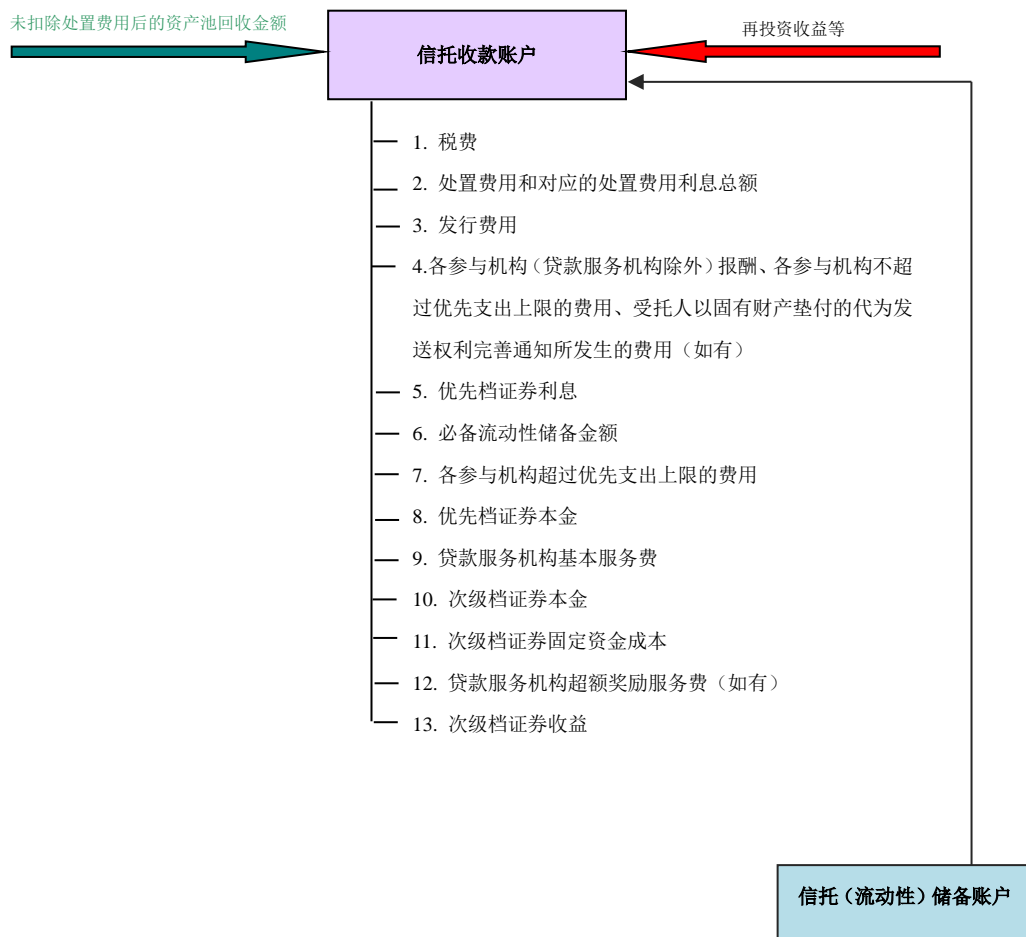 未扣除处置费用后的资产池回收金额
信托收款账户
再投资收益等
1. 税费
2. 处置费用和对应的处置费用利息总额
3. 发行费用
4.各参与机构（贷款服务机构除外）报酬、各参与机构不超
过优先支出上限的费用、受托人以固有财产垫付的代为发
送权利完善通知所发生的费用（如有）
5. 优先档证券利息
6. 必备流动性储备金额
7. 各参与机构超过优先支出上限的费用
8. 优先档证券本金
9. 贷款服务机构基本服务费
10. 次级档证券本金
11. 次级档证券固定资金成本
12. 贷款服务机构超额奖励服务费（如有）
13. 次级档证券收益
信托（流动性）储备账户